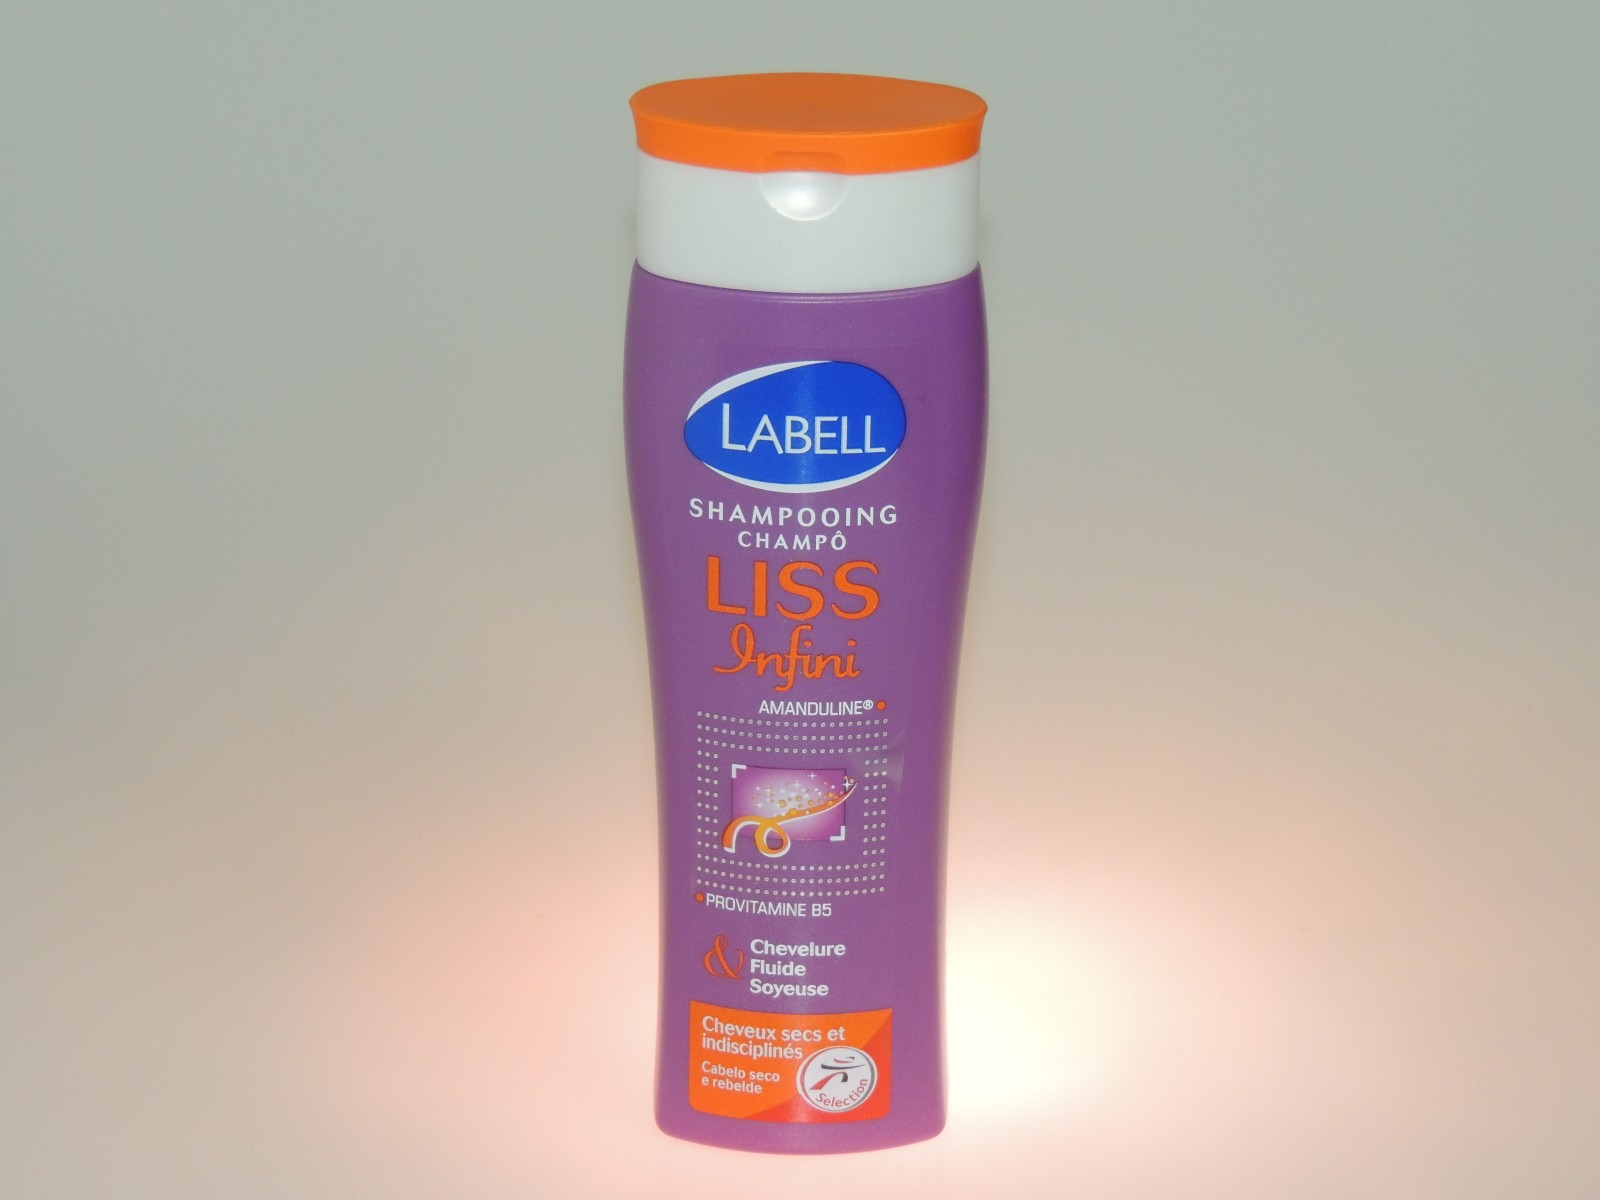 LABELL
SHAMPOOING
CHAMPÔ
LISS
Infini
AMANDULINE®
PROVITAMINE B5
& Chevelure
Fluide
Soyeuse
Cheveux secs et
indisciplinés
Cabelo seco
e rebelde
Selection